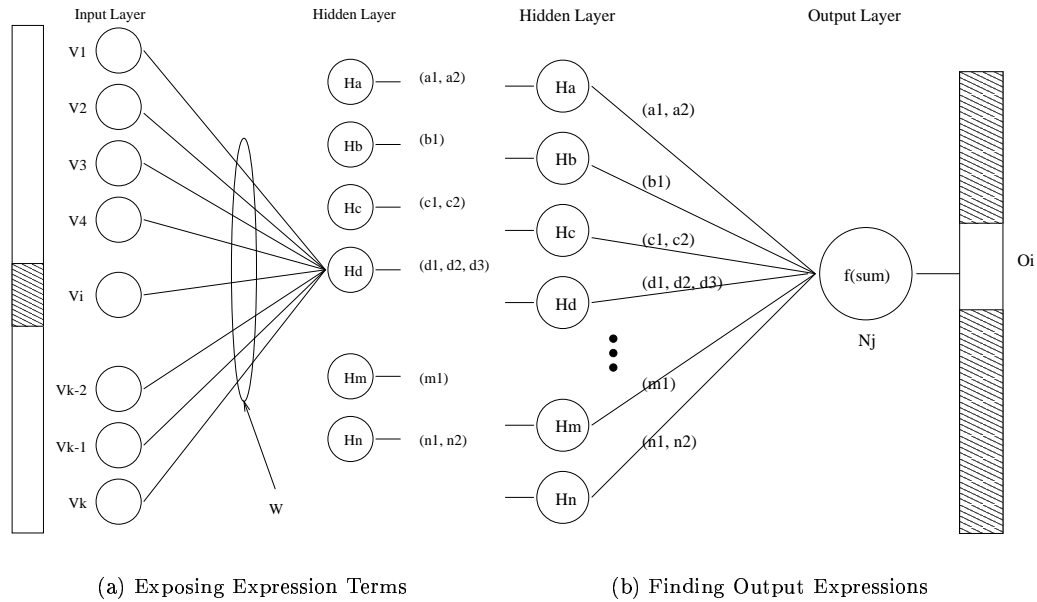 Input Layer
Hidden Layer
V1
V2
V3
V4
Vi
Vk-2
Vk-1
Vk
Ha
(a1, a2)
Hb
(b1)
Hc
(c1, c2)
Hd
(d1, d2, d3)
Hm
(m1)
Hn
(n1, n2)
W
(a) Exposing Expression Terms
Hidden Layer
Output Layer
Ha
(a1, a2)
Hb
(b1)
Hc
(c1, c2)
Hd
(d1, d2, d3)
Hm
(m1)
Hn
(n1, n2)
f(sum)
Nj
Oi
(b) Finding Output Expressions